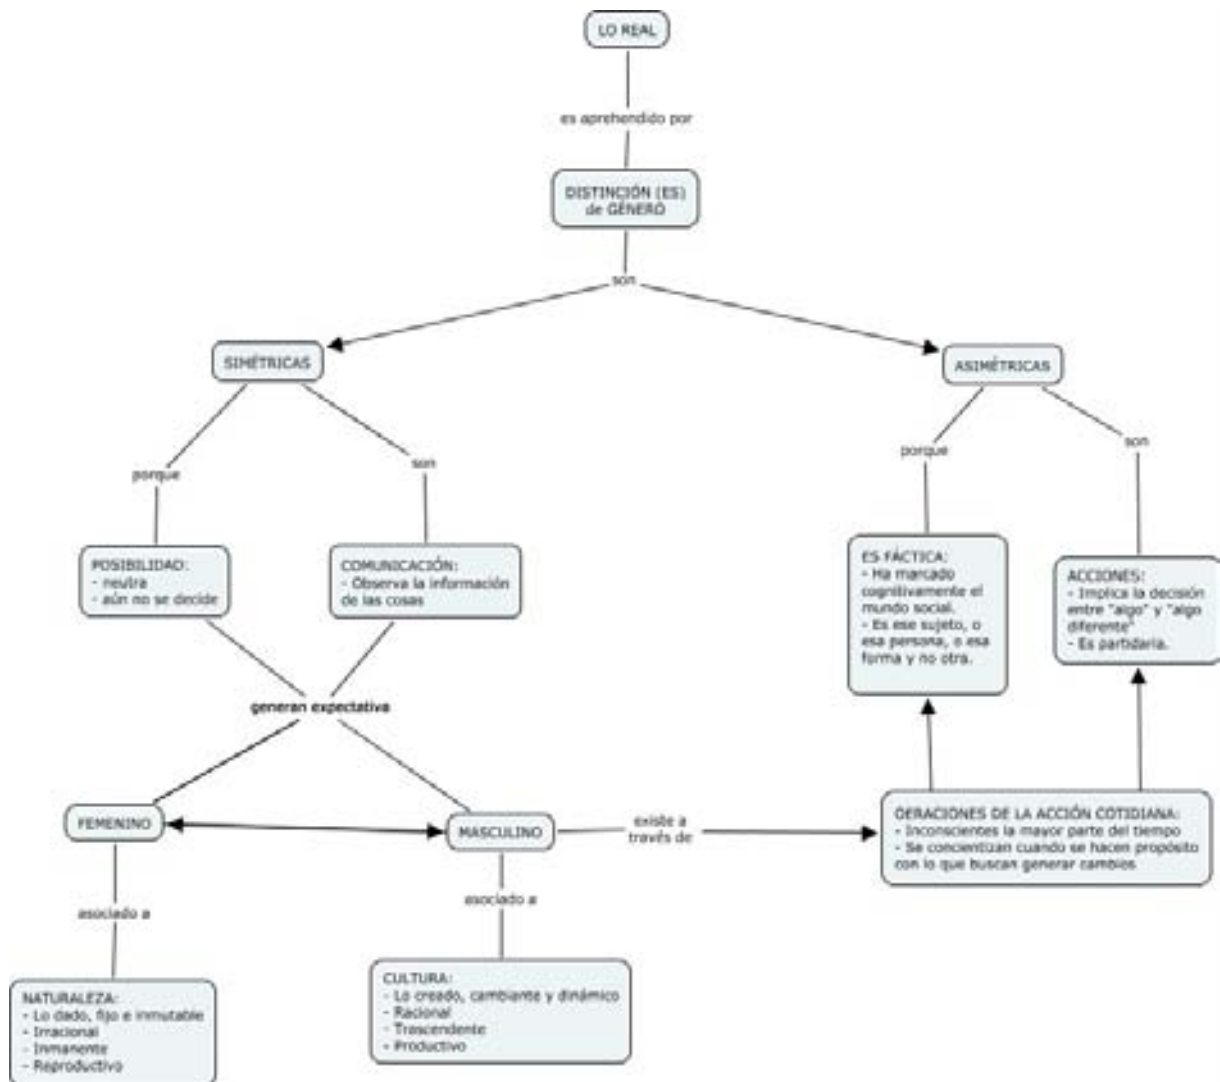 LO REAL
es aprehendido por
DISTINCIÓN (ES)
de GÉNERO
son
SIMÉTRICAS
ASIMÉTRICAS
porque
son
porque
son
POSIBILIDAD:
- neutra
- aún no se decide
COMUNICACIÓN:
- Observa la información
de las cosas
ES FÁCTICA:
- Ha marcado
cognitivamente el
mundo social.
- Es ese sujeto, o
esa persona, o esa
forma y no otra.
ACCIONES:
- Implica la decisión
entre "algo" y "algo
diferente"
- Es partidaria.
generan expectativa
FEMENINO
MASCULINO
existe a
través de
OERACIONES DE LA ACCIÓN COTIDIANA:
- Inconscientes la mayor parte del tiempo
- Se concientizan cuando se hacen propósito
con lo que buscan generar cambios
asociado a
asociado a
NATURALEZA:
- Lo dado, fijo e inmutable
- Irracional
- Inmanente
- Reproductivo
CULTURA:
- Lo creado, cambiante y dinámico
- Racional
- Trascendente
- Productivo